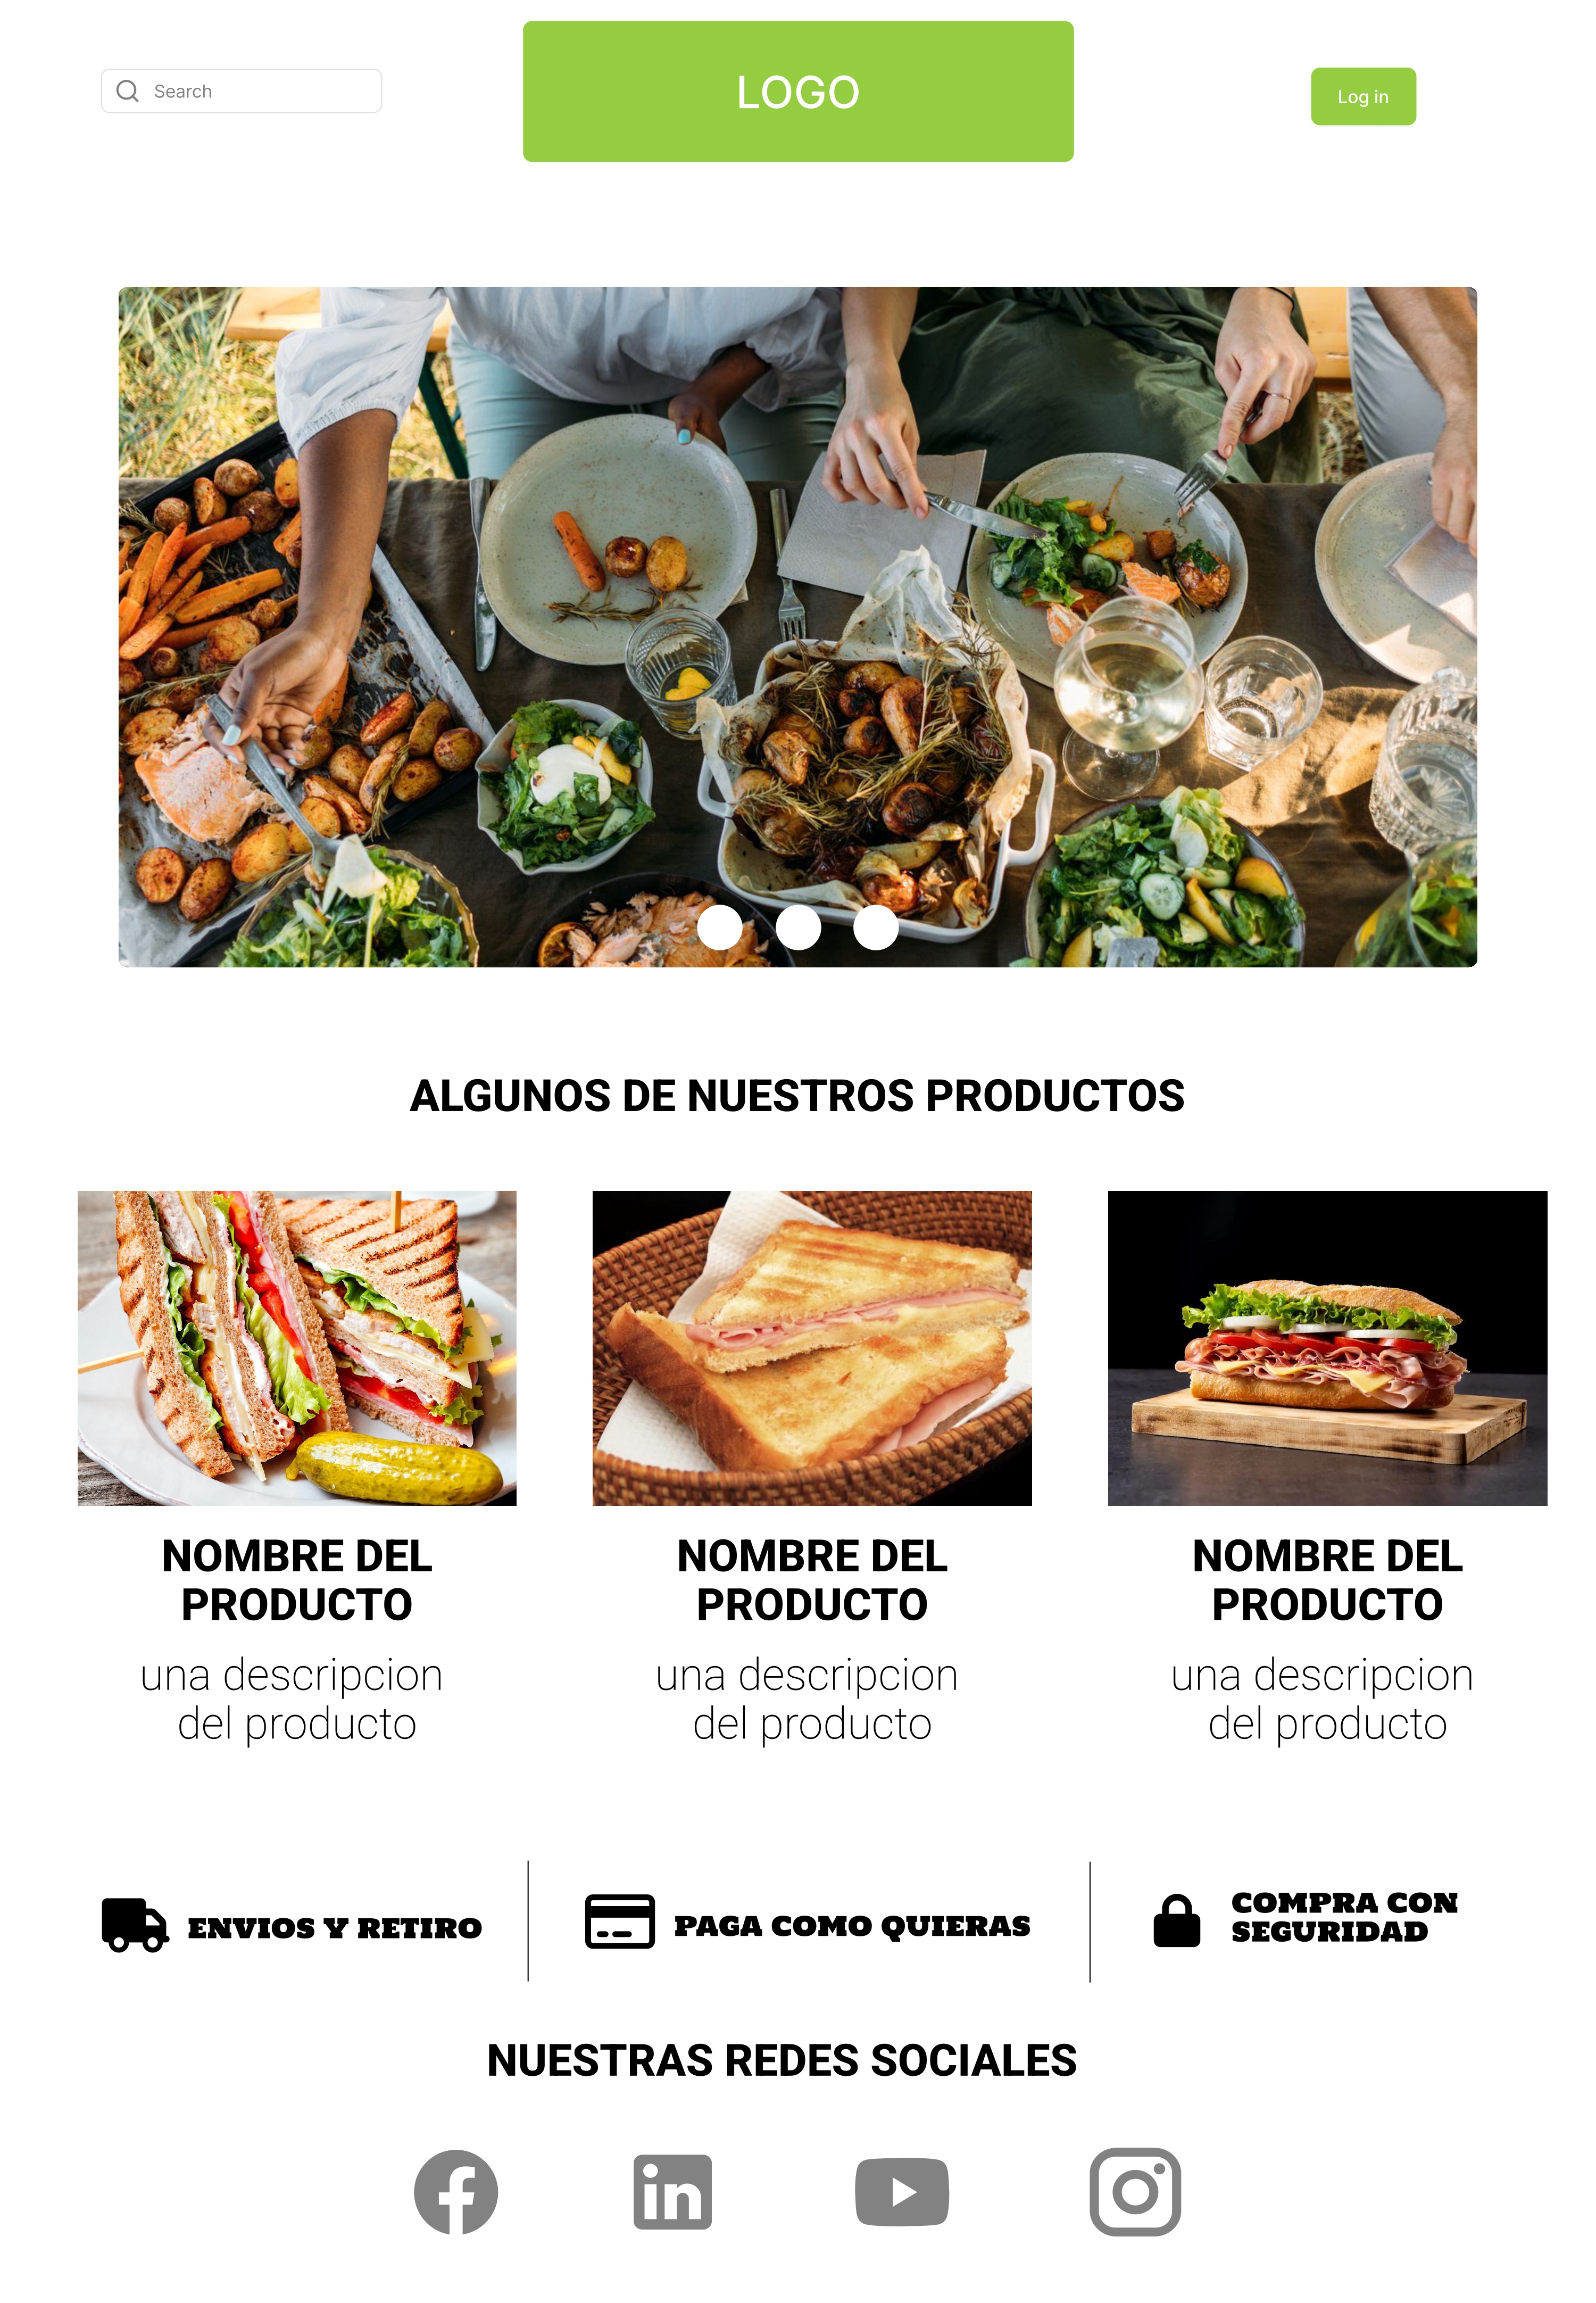 Search
LOGO
Log in
ALGUNOS DE NUESTROS PRODUCTOS
NOMBRE DEL
PRODUCTO
una descripcion
del producto
NOMBRE DEL
PRODUCTO
una descripcion
del producto
NOMBRE DEL
PRODUCTO
una descripcion
del producto
ENVIOS Y RETIRO
PAGA COMO QUIERAS
COMPRA CON
SEGURIDAD
NUESTRAS REDES SOCIALES